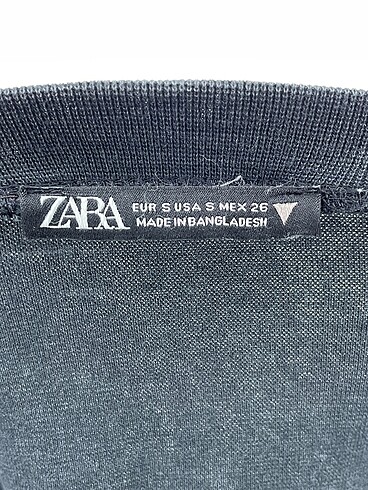 ZARA
EUR S USA S MEX 26
MADE IN BANGLADESH